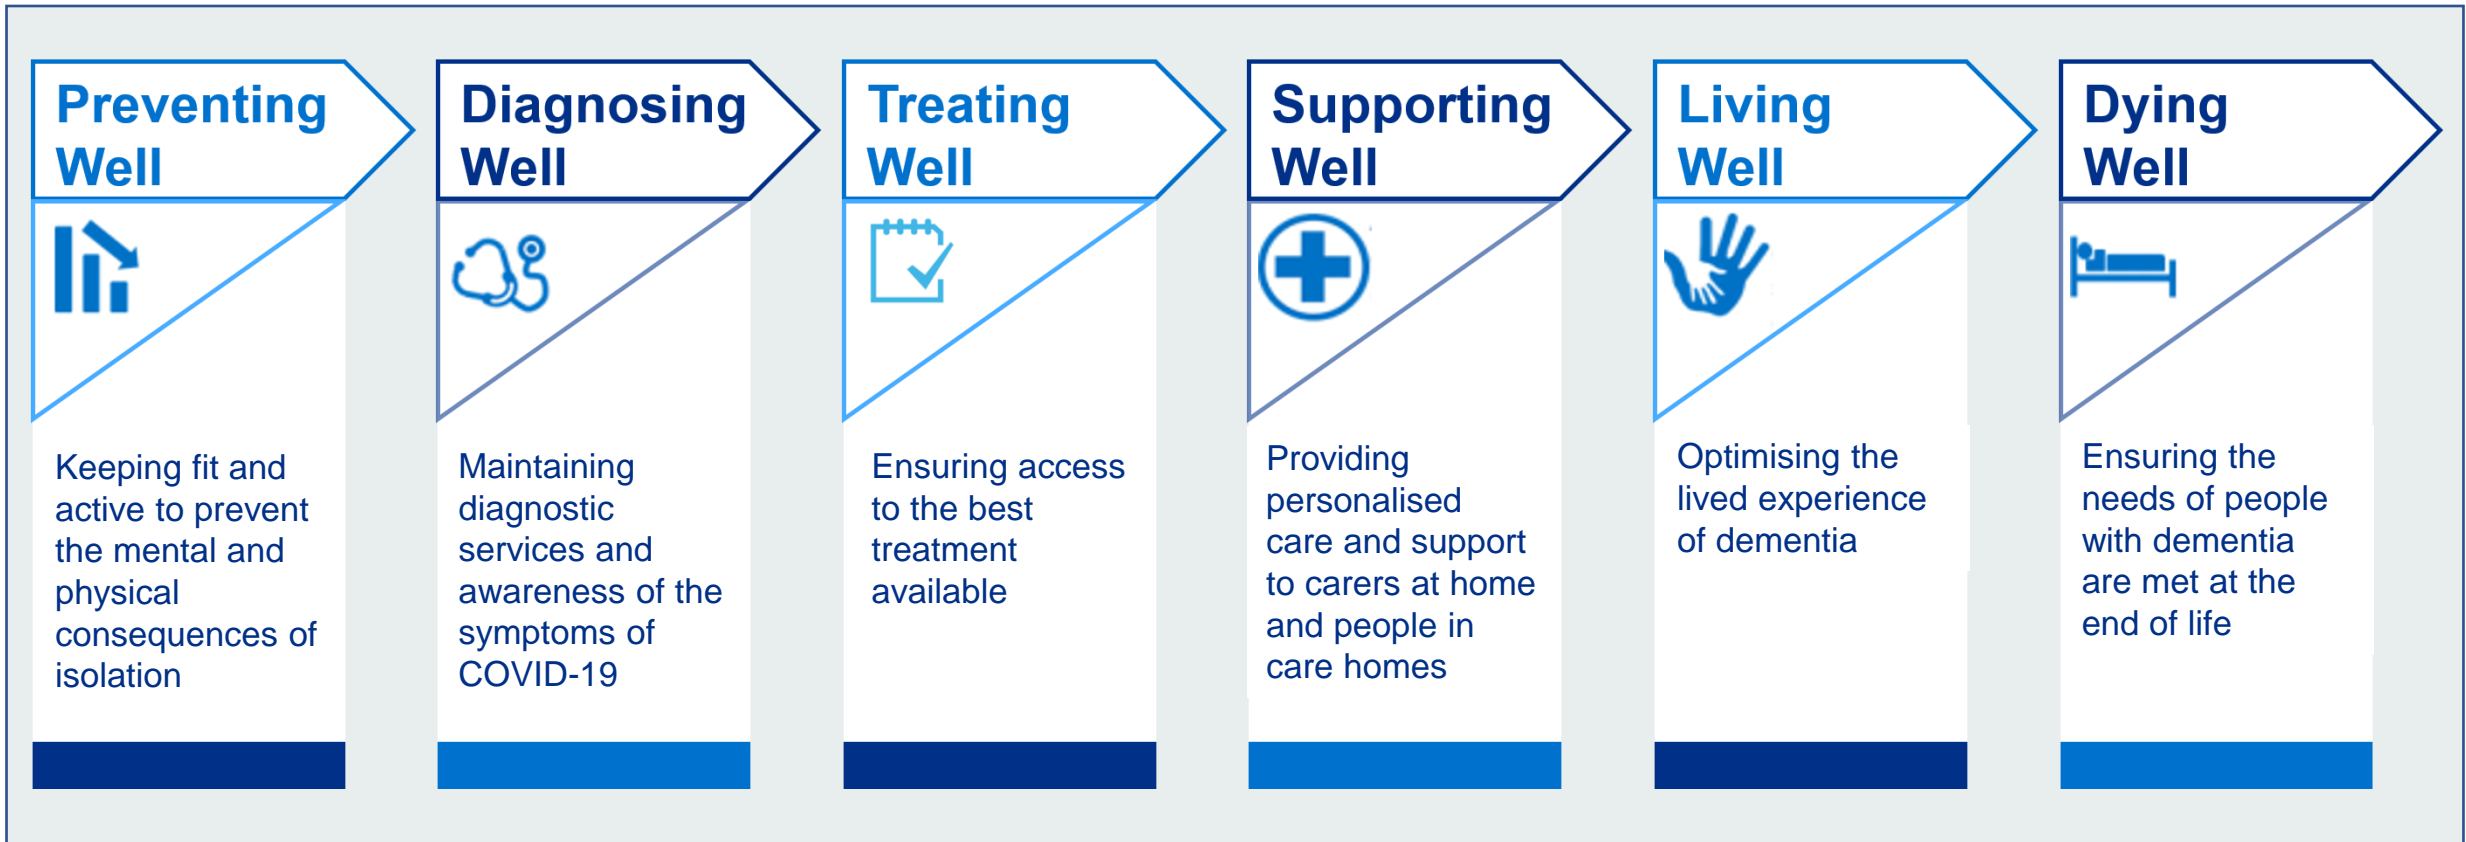 Preventing
Well
Keeping fit and
active to prevent
the mental and
physical
consequences of
isolation
Diagnosing
Well
Maintaining
diagnostic
services and
awareness of the
symptoms of
COVID-19
Treating
Well
Ensuring access
to the best
treatment
available
Supporting
Well
Providing
personalised
care and support
to carers at home
and people in
care homes
Living
Well
Optimising the
lived experience
of dementia
Dying
Well
Ensuring the
needs of people
with dementia
are met at the
end of life